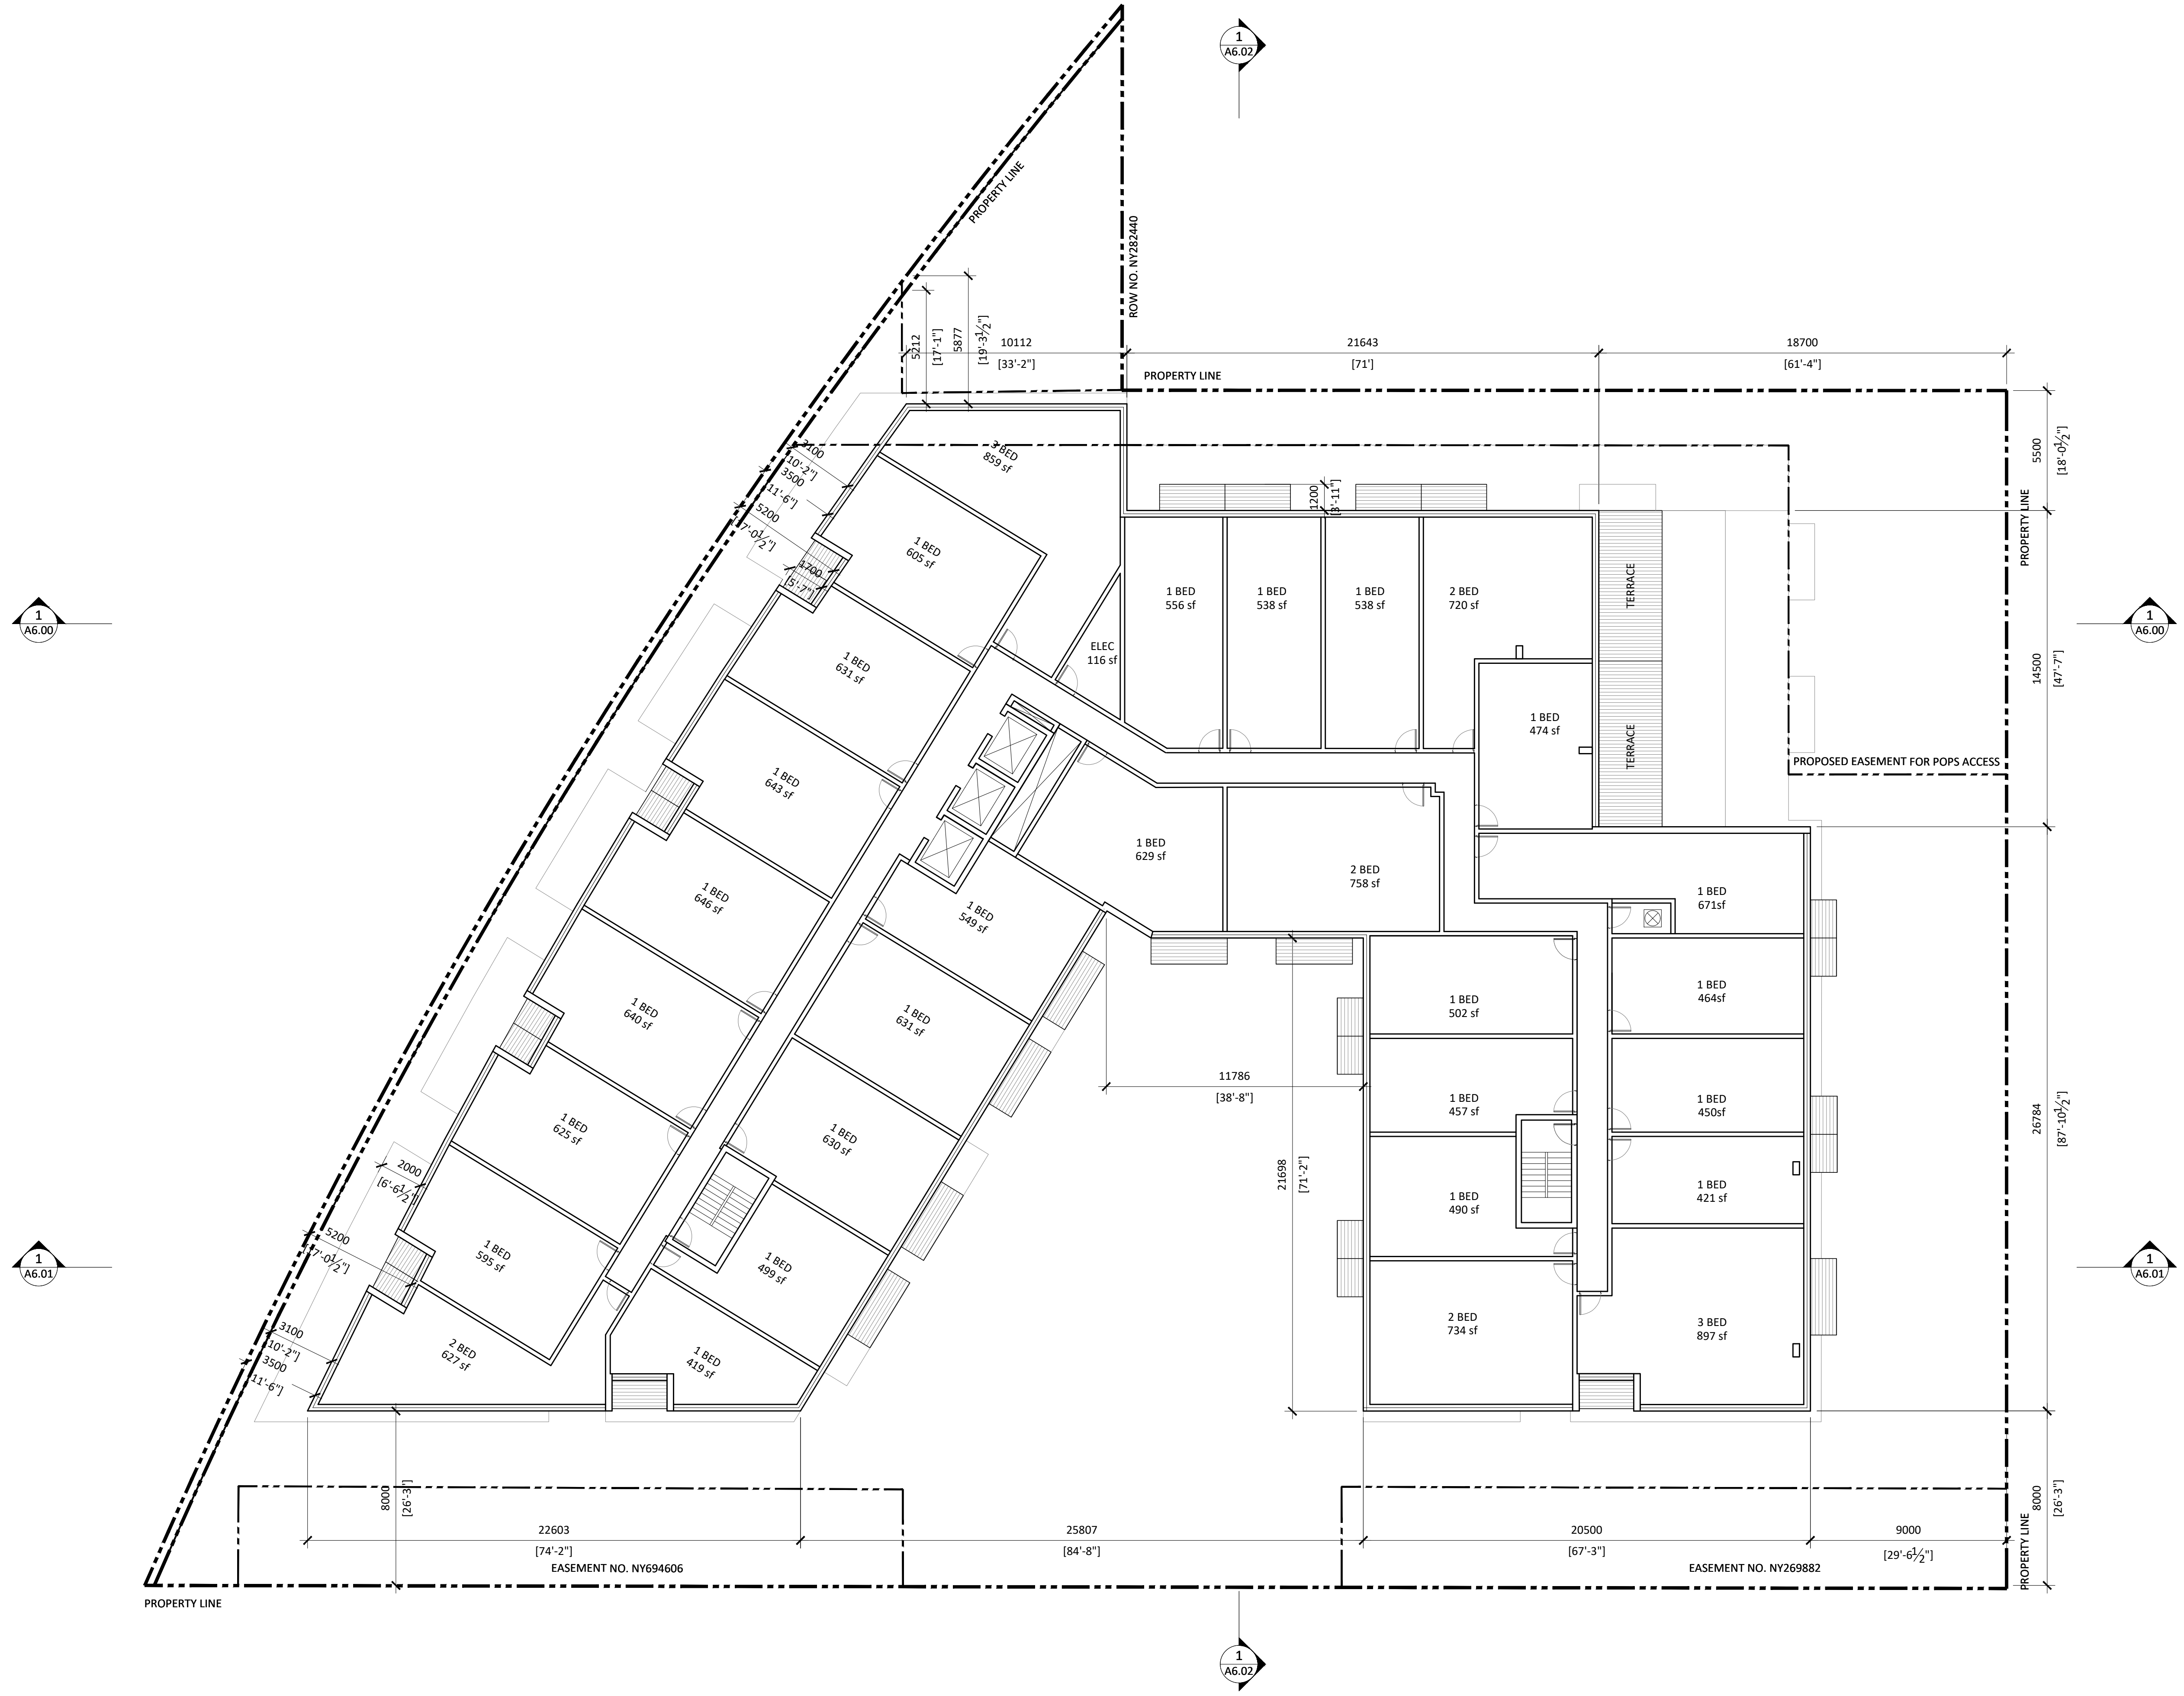 1
A6.02
PROPERTY LINE
ROW NO. NY282440
5212
[17'-1"]
5877
[19'-3½"]
10112
[33'-2"]
21643
[71']
18700
[61'-4"]
PROPERTY LINE
5500
[18'-0½"]
PROPERTY LINE
3100
[10'-2"]
3500
[11'-6"]
5200
[17'-0½"]
1700
[5'-7"]
1200
[3'-11"]
3 BED
859 sf
1 BED
605 sf
1 BED
556 sf
1 BED
538 sf
1 BED
538 sf
2 BED
720 sf
TERRACE
1
A6.00
1
A6.00
ELEC
116 sf
1 BED
631 sf
14500
[47'-7"]
1 BED
474 sf
TERRACE
PROPOSED EASEMENT FOR POPS ACCESS
1 BED
643 sf
1 BED
629 sf
2 BED
758 sf
1 BED
646 sf
1 BED
549 sf
1 BED
671sf
1 BED
640 sf
1 BED
631 sf
1 BED
502 sf
1 BED
464sf
11786
[38'-8"]
1 BED
625 sf
1 BED
630 sf
1 BED
457 sf
1 BED
450sf
26784
[87'-10½"]
2000
[6'-6½"]
21698
[71'-2"]
1 BED
490 sf
1 BED
421 sf
5200
[17'-0½"]
1 BED
595 sf
1 BED
499 sf
1
A6.01
1
A6.01
3100
[10'-2"]
3500
[11'-6"]
2 BED
627 sf
1 BED
419 sf
2 BED
734 sf
3 BED
897 sf
8000
[26'-3"]
8000
[26'-3"]
22603
[74'-2"]
25807
[84'-8"]
20500
[67'-3"]
9000
[29'-6½"]
EASEMENT NO. NY694606
EASEMENT NO. NY269882
PROPERTY LINE
PROPERTY LINE
1
A6.02